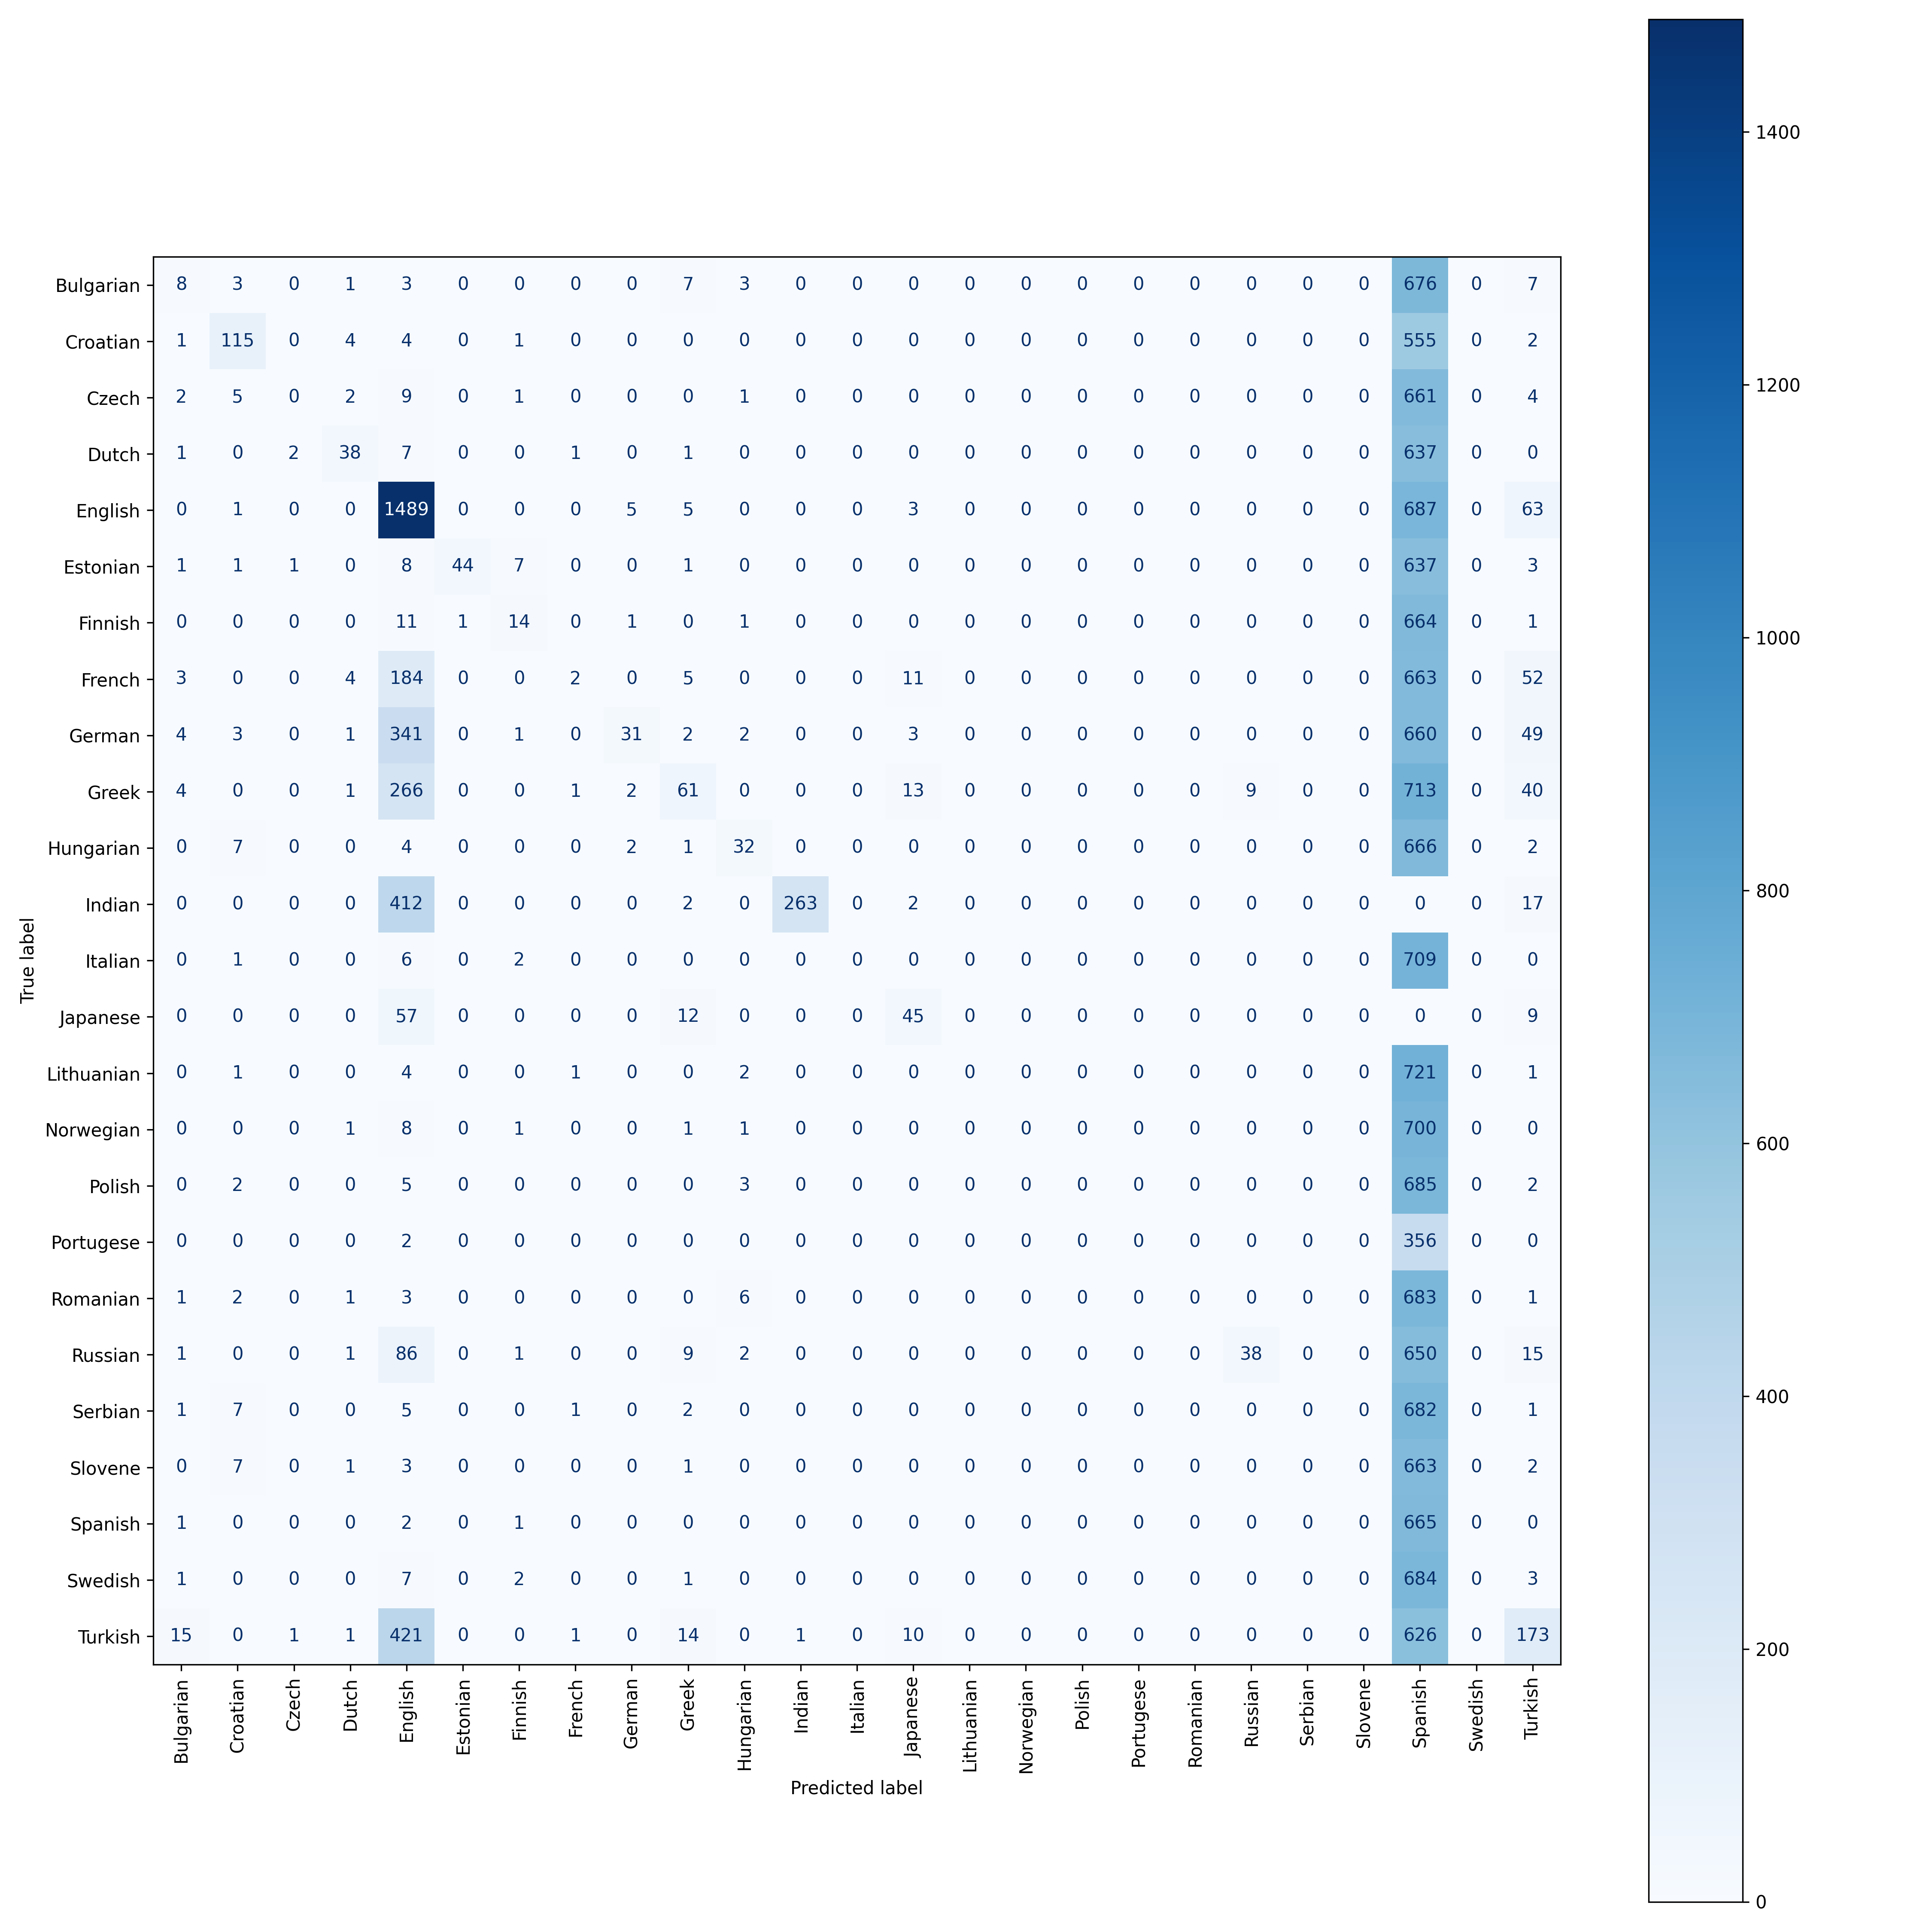 1400
1200
1000
800
600
400
200
0
True label
Bulgarian 8 3 0 1 3 0 0 0 0 7 3 0 0 0 0 0 0 0 0 0 0 0 676 0 7
Croatian 1 115 0 4 4 0 1 0 0 0 0 0 0 0 0 0 0 0 0 0 0 0 555 0 2
Czech 2 5 0 2 9 0 1 0 0 0 1 0 0 0 0 0 0 0 0 0 0 0 661 0 4
Dutch 1 0 2 38 7 0 0 1 0 1 0 0 0 0 0 0 0 0 0 0 0 0 637 0 0
English 0 1 0 0 1489 0 0 0 5 5 0 0 0 3 0 0 0 0 0 0 0 0 687 0 63
Estonian 1 1 1 0 8 44 7 0 0 1 0 0 0 0 0 0 0 0 0 0 0 0 637 0 3
Finnish 0 0 0 0 11 1 14 0 1 0 1 0 0 0 0 0 0 0 0 0 0 0 664 0 1
French 3 0 0 4 184 0 0 2 0 5 0 0 0 11 0 0 0 0 0 0 0 0 663 0 52
German 4 3 0 1 341 0 1 0 31 2 2 0 0 3 0 0 0 0 0 0 0 0 660 0 49
Greek 4 0 0 1 266 0 0 1 2 61 0 0 0 13 0 0 0 0 0 9 0 0 713 0 40
Hungarian 0 7 0 0 4 0 0 0 2 1 32 0 0 0 0 0 0 0 0 0 0 0 666 0 2
Indian 0 0 0 0 412 0 0 0 0 2 0 263 0 2 0 0 0 0 0 0 0 0 0 0 17
Italian 0 1 0 0 6 0 2 0 0 0 0 0 0 0 0 0 0 0 0 0 0 0 709 0 0
Japanese 0 0 0 0 57 0 0 0 0 12 0 0 0 45 0 0 0 0 0 0 0 0 0 0 9
Lithuanian 0 1 0 0 4 0 0 1 0 0 2 0 0 0 0 0 0 0 0 0 0 0 721 0 1
Norwegian 0 0 0 1 8 0 1 0 0 1 1 0 0 0 0 0 0 0 0 0 0 0 700 0 0
Polish 0 2 0 0 5 0 0 0 0 0 3 0 0 0 0 0 0 0 0 0 0 0 685 0 2
Portugese 0 0 0 0 2 0 0 0 0 0 0 0 0 0 0 0 0 0 0 0 0 0 356 0 0
Romanian 1 2 0 1 3 0 0 0 0 0 6 0 0 0 0 0 0 0 0 0 0 0 683 0 1
Russian 1 0 0 1 86 0 1 0 0 9 2 0 0 0 0 0 0 0 0 38 0 0 650 0 15
Serbian 1 7 0 0 5 0 0 1 0 2 0 0 0 0 0 0 0 0 0 0 0 0 682 0 1
Slovene 0 7 0 1 3 0 0 0 0 1 0 0 0 0 0 0 0 0 0 0 0 0 663 0 2
Spanish 1 0 0 0 2 0 1 0 0 0 0 0 0 0 0 0 0 0 0 0 0 0 665 0 0
Swedish 1 0 0 0 7 0 2 0 0 1 0 0 0 0 0 0 0 0 0 0 0 0 684 0 3
Turkish 15 0 1 1 421 0 0 1 0 14 0 1 0 10 0 0 0 0 0 0 0 0 626 0 173
Bulgarian Croatian Czech Dutch English Estonian Finnish French German Greek Hungarian Indian Italian Japanese Lithuanian Norwegian Polish Portugese Romanian Russian Serbian Slovene Spanish Swedish Turkish
Predicted label